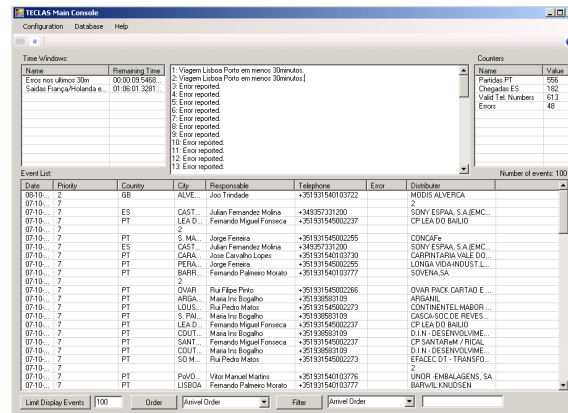 TECLAS Main Console
Configuration Database Help
Time Windows:
Name Remaining Time
Erros nos ultimos 30m 00:00:09.5468...
Saidas França/Holanda e... 01:06:01.3281...
1: Viagem Lisboa Porto em menos 30minutos.
2: Viagem Lisboa Porto em menos 30minutos.
3: Error reported.
4: Error reported.
5: Error reported.
6: Error reported.
7: Error reported.
8: Error reported.
9: Error reported.
10: Error reported.
11: Error reported.
12: Error reported.
13: Error reported.
Counters
Name Value
Partidas PT 556
Chegadas ES 182
Valid Tel. Numbers 613
Errors 48
Event List: Number of events: 100
Date Priority Country City Responsable Telephone Error Distributer
08-10-... 2 GB ALVE... Joo Trindade +351931540103722 MODIS ALVERCA
07-10-... 7 2
07-10-... 7 ES CAST... Julian Fernandez Molina +349357331200 SONY ESPAA, S.A.(EMC...
07-10-... 7 PT LEA D... Fernando Miguel Fonseca +351931545002237 CP LEA DO BAILIO
07-10-... 7 2
07-10-... 7 PT S. MA... Jorge Ferreira +351931545002255 CONCAFe
07-10-... 7 ES CAST... Julian Fernandez Molina +349357331200 SONY ESPAA, S.A.(EMC...
07-10-... 7 PT CARA... Jose Carvalho Lopes +351931540103730 CARPINTARIA VALE DO...
07-10-... 7 PT PERA... Jorge Ferreira +351931545002255 LONGA VIDA-INDUST.L...
07-10-... 7 PT BARR... Fernando Palmeiro Morato +351931540103777 SOVENA,SA
07-10-... 7 2
07-10-... 7 PT OVAR Rui Filipe Pinto +351931545002266 OVAR PACK CARTAO E ...
07-10-... 7 PT ARGA... Maria Ins Bogalho +351938583109 ARGANIL
07-10-... 7 PT LOUS... Rui Pedro Matos +351931545002273 CONTINENTEL MABOR ...
07-10-... 7 PT S. PAI... Maria Ins Bogalho +351938583109 CASCA-SOC.DE REVES...
07-10-... 7 PT LEA D... Fernando Miguel Fonseca +351931545002237 CP LEA DO BAILIO
07-10-... 7 PT COUT... Maria Ins Bogalho +351938583109 D.I.N - DESENVOLVIME...
07-10-... 7 PT SANT... Fernando Miguel Fonseca +351931545002237 CP SANTAReM / RICAL
07-10-... 7 PT COUT... Maria Ins Bogalho +351938583109 D.I.N - DESENVOLVIME...
07-10-... 7 PT SO M... Rui Pedro Matos +351931545002273 EFACEC DT - TRANSFO...
07-10-... 7 2
07-10-... 7 PT PoVO... Vitor Manuel Martins +351931540103776 UNOR -EMBALAGENS, SA
07-10-... 7 PT LISBOA Fernando Palmeiro Morato +351931540103777 BARWIL KNUDSEN
Limit Display Events 100 Order Arrivel Order Filter Arrivel Order